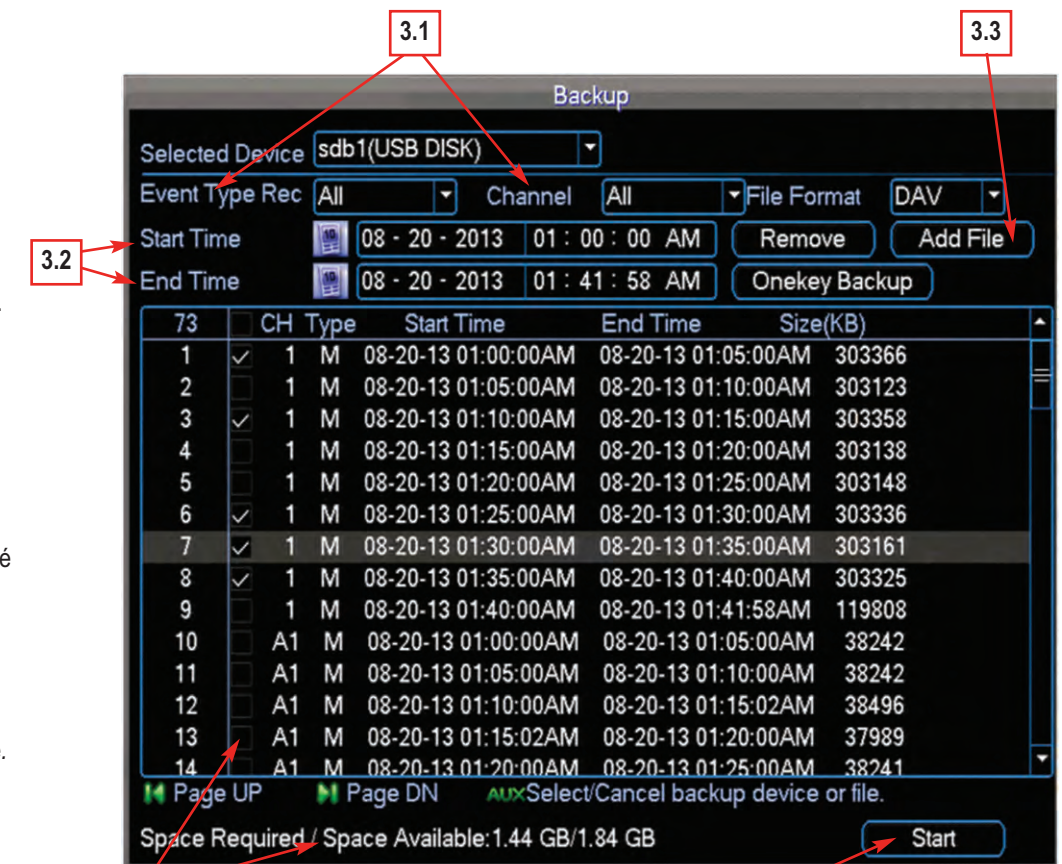 3.1
3.3
Backup
Selected Device sdb1(USB DISK)
Event Type Rec All Channel All File Format DAV
3.2
Start Time 08 - 20 - 2013 01 : 00 : 00 AM Remove Add File
End Time 08 - 20 - 2013 01 : 41 : 58 AM Onekey Backup
73 CH Type Start Time End Time Size(KB)
1 1 M 08-20-13 01:00:00AM 08-20-13 01:05:00AM 303366
2 1 M 08-20-13 01:05:00AM 08-20-13 01:10:00AM 303123
3 1 M 08-20-13 01:10:00AM 08-20-13 01:15:00AM 303358
4 1 M 08-20-13 01:15:00AM 08-20-13 01:20:00AM 303138
5 1 M 08-20-13 01:20:00AM 08-20-13 01:25:00AM 303148
6 1 M 08-20-13 01:25:00AM 08-20-13 01:30:00AM 303336
é
7 1 M 08-20-13 01:30:00AM 08-20-13 01:35:00AM 303161
8 1 M 08-20-13 01:35:00AM 08-20-13 01:40:00AM 303325
9 1 M 08-20-13 01:40:00AM 08-20-13 01:41:58AM 119808
10 A1 M 08-20-13 01:00:00AM 08-20-13 01:05:00AM 38242
11 A1 M 08-20-13 01:05:00AM 08-20-13 01:10:00AM 38242
12 A1 M 08-20-13 01:10:00AM 08-20-13 01:15:02AM 38496
13 A1 M 08-20-13 01:15:02AM 08-20-13 01:20:00AM 37989
14 A1 M 08-20-13 01:20:00AM 08-20-13 01:25:00AM 38241
Page UP Page DN AUX Select/Cancel backup device or file.
Space Required / Space Available:1.44 GB/1.84 GB Start